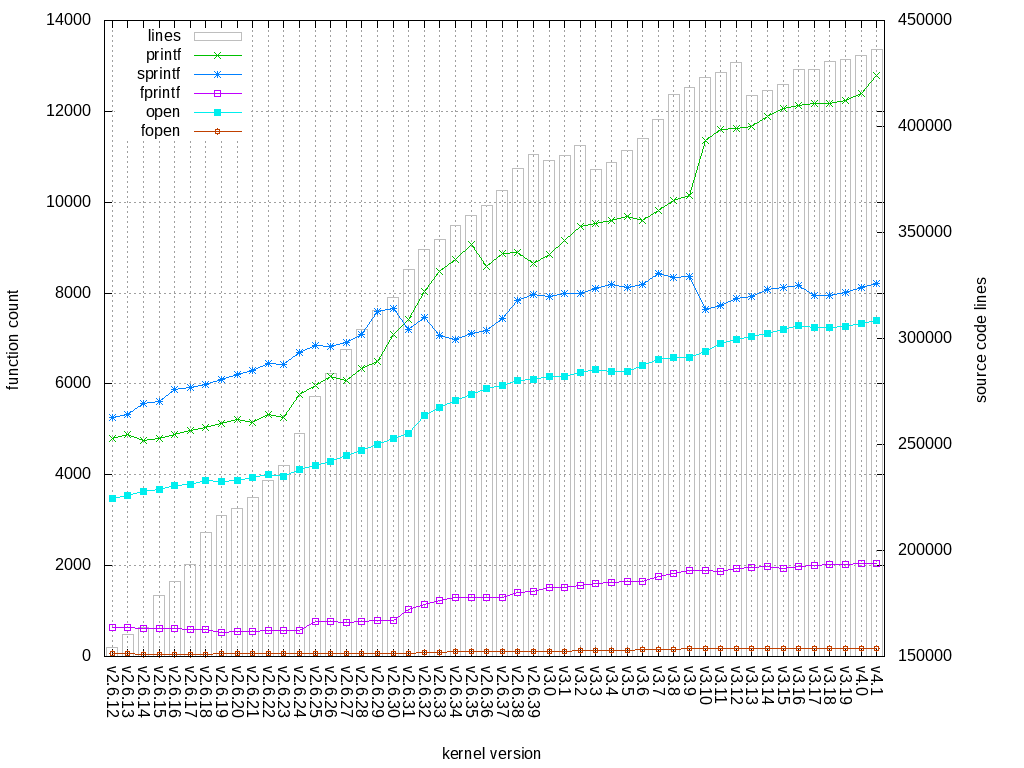 14000
12000
10000
8000
6000
4000
2000
0
function count
lines
printf
sprintf
fprintf
open
fopen
450000
400000
350000
300000
250000
200000
150000
source code lines
v2.6.12
v2.6.13
v2.6.14
v2.6.15
v2.6.16
v2.6.17
v2.6.18
v2.6.19
v2.6.20
v2.6.21
v2.6.22
v2.6.23
v2.6.24
v2.6.25
v2.6.26
v2.6.27
v2.6.28
v2.6.29
v2.6.30
v2.6.31
v2.6.32
v2.6.33
v2.6.34
v2.6.35
v2.6.36
v2.6.37
v2.6.38
v2.6.39
v3.0
v3.1
v3.2
v3.3
v3.4
v3.5
v3.6
v3.7
v3.8
v3.9
v3.10
v3.11
v3.12
v3.13
v3.14
v3.15
v3.16
v3.17
v3.18
v3.19
v4.0
v4.1
kernel version